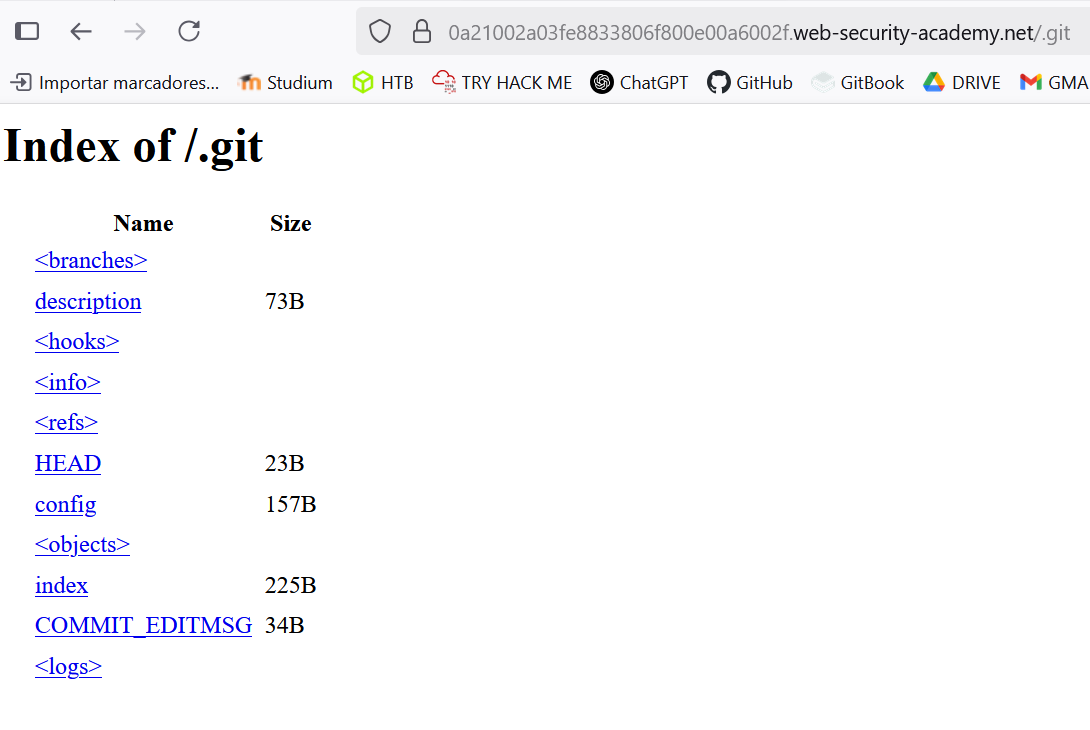 0a21002a03fe8833806f800e00a6002f.web-security-academy.net/.git
Importar marcadores... Studium HTB TRY HACK ME ChatGPT GitHub GitBook DRIVE GMA
Index of /.git
Name Size
<branches>
description 73B
<hooks>
<info>
<refs>
HEAD 23B
config 157B
<objects>
index 225B
COMMIT_EDITMSG 34B
<logs>